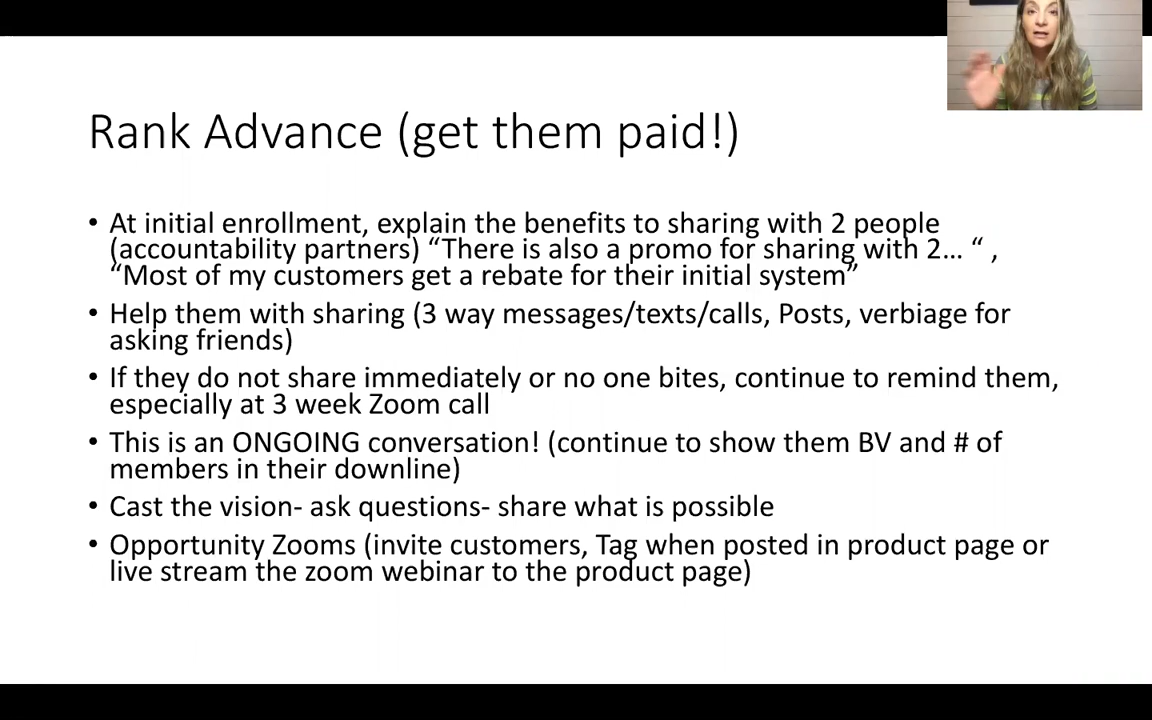 Rank Advance (get them paid!)
• At initial enrollment, explain the benefits to sharing with 2 people
(accountability partners) “There is also a promo for sharing with 2… “ ,
“Most of my customers get a rebate for their initial system”
• Help them with sharing (3 way messages/texts/calls, Posts, verbiage for
asking friends)
• If they do not share immediately or no one bites, continue to remind them,
especially at 3 week Zoom call
• This is an ONGOING conversation! (continue to show them BV and # of
members in their downline)
• Cast the vision- ask questions- share what is possible
• Opportunity Zooms (invite customers, Tag when posted in product page or
live stream the zoom webinar to the product page)